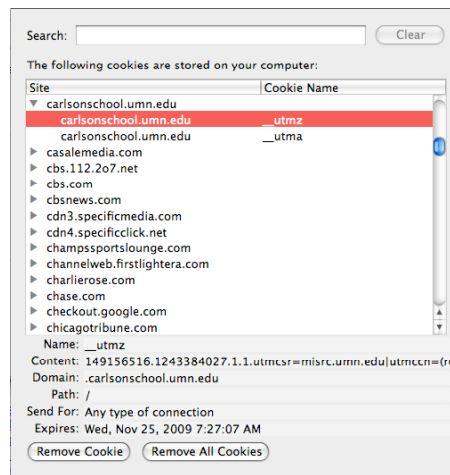 Search: Clear
The following cookies are stored on your computer:
Site Cookie Name
carlsonschool.umn.edu
carlsonschool.umn.edu __utmz
carlsonschool.umn.edu __utma
casalemedia.com
cbs.112.2o7.net
cbs.com
cbsnews.com
cdn3.specificmedia.com
cdn4.specificclick.net
champssportslounge.com
channelweb.firstlightera.com
charlierose.com
chase.com
checkout.google.com
chicagotribune.com
Name: __utmz
Content: 149156516.1243384027.1.1.utmcsr=misrc.umn.edu|utmccn=(r
Domain: .carlsonschool.umn.edu
Path: /
Send For: Any type of connection
Expires: Wed, Nov 25, 2009 7:27:07 AM
Remove Cookie Remove All Cookies